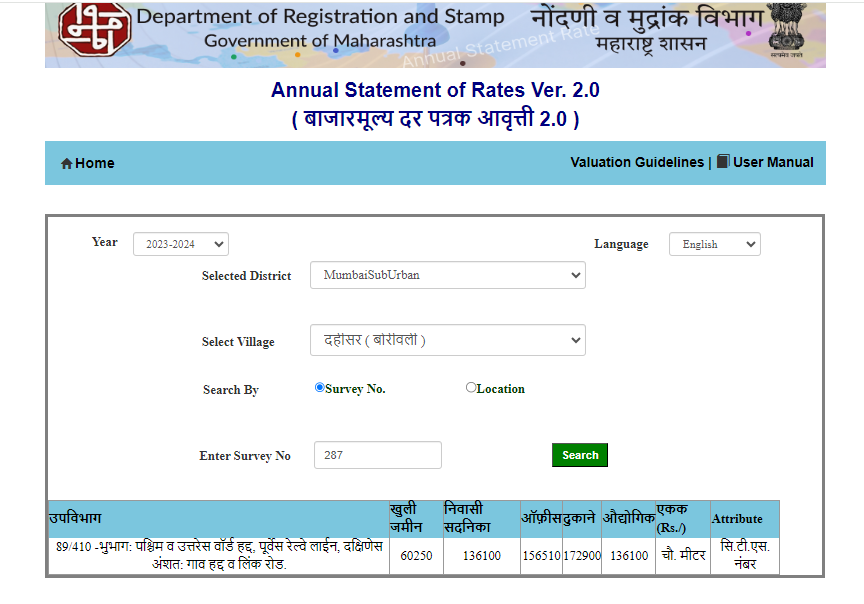 Department of Registration and Stamp
Government of Maharashtra
नोंदणी व मुद्रांक विभाग
महाराष्ट्र शासन
Annual Statement Rate
सत्यमेव जयते
Annual Statement of Rates Ver. 2.0
( बाजारमूल्य दर पत्रक आवृत्ती 2.0 )
Home
Valuation Guidelines | User Manual
Year 2023-2024 Language English
Selected District MumbaiSubUrban
Select Village दहीसर ( बोरीवली )
Search By Survey No. Location
Enter Survey No 287 Search
उपविभाग खुली जमीन निवासी सदनिका ऑफ़ीस दुकाने औद्योगिक एकक (Rs./) Attribute
89/410 -भुभाग: पश्चिम व उत्तरेस वॉर्ड हद्द, पूर्वेस रेल्वे लाईन, दक्षिणेस
अंशत: गाव हद्द व लिंक रोड.
60250 136100 156510 172900 136100 चौ. मीटर सि.टी.एस. नंबर